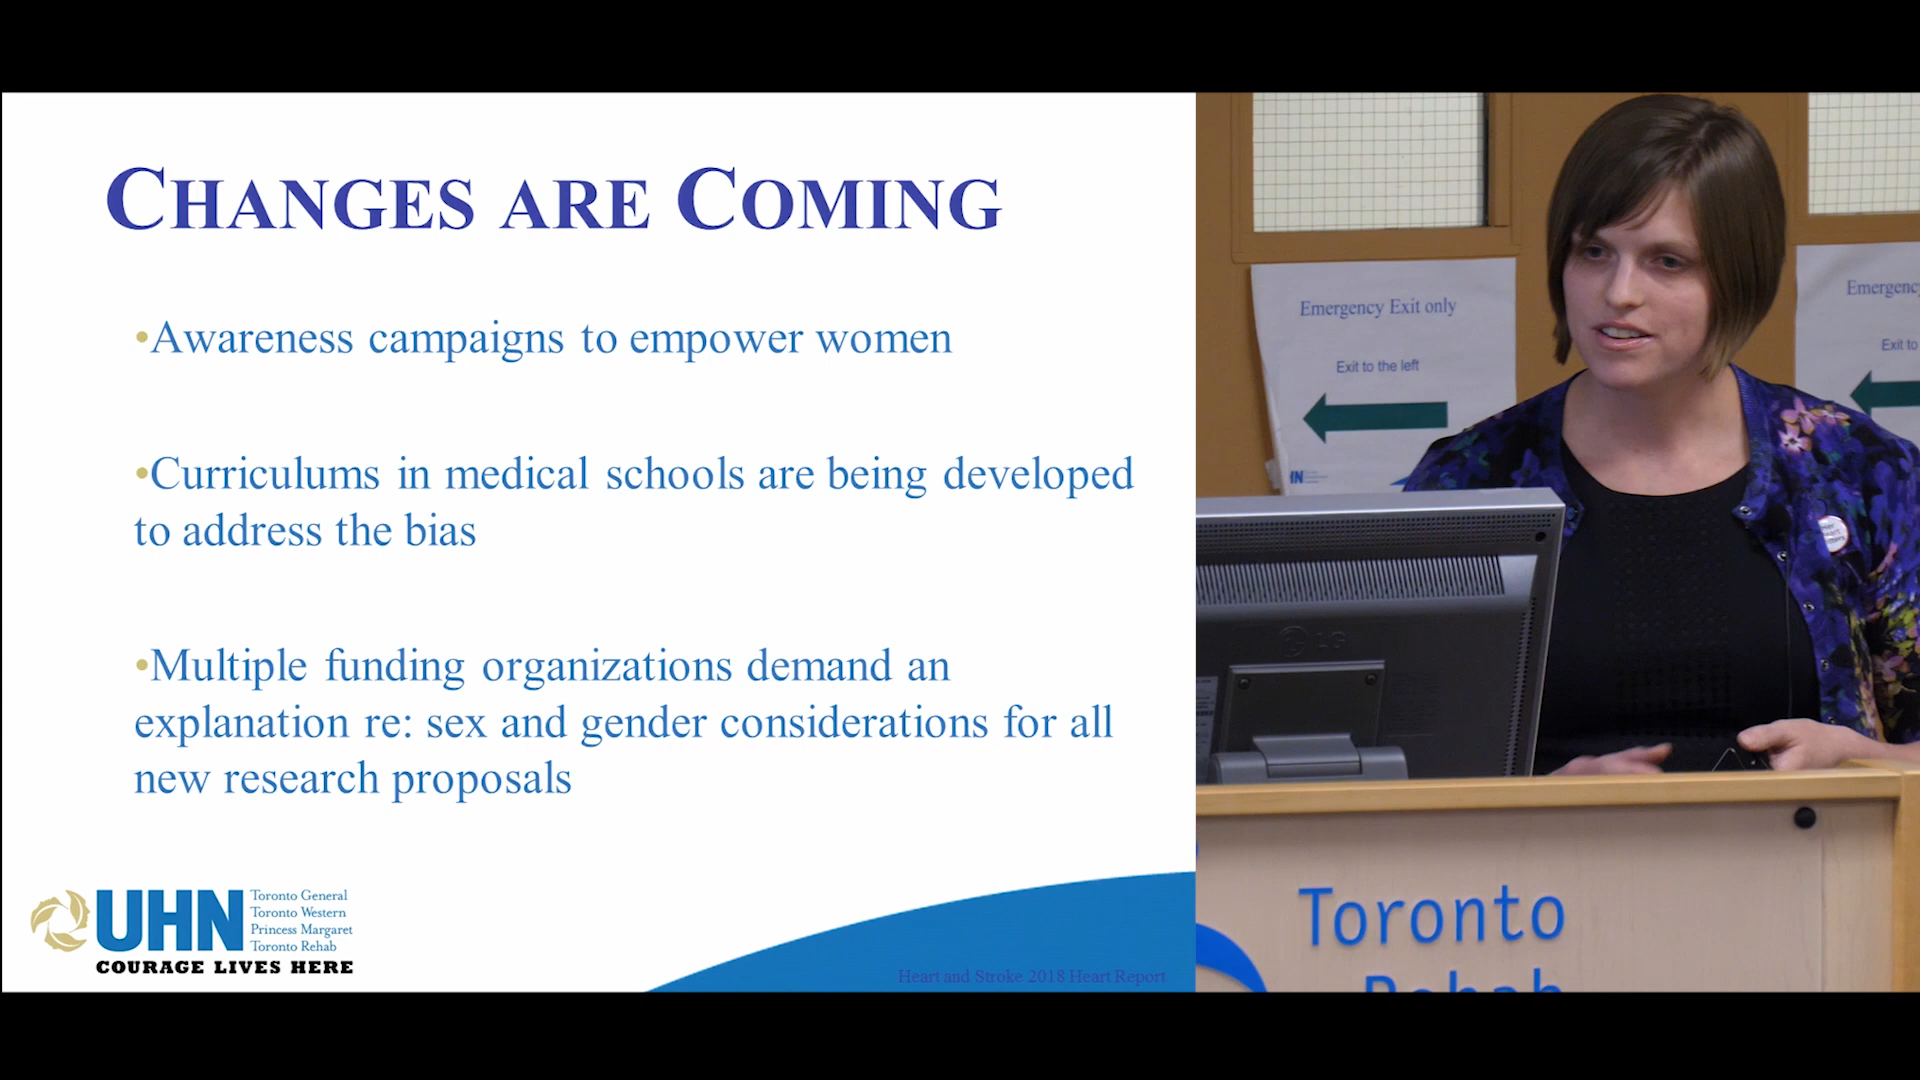 CHANGES ARE COMING
•Awareness campaigns to empower women
•Curriculums in medical schools are being developed
to address the bias
•Multiple funding organizations demand an
explanation re: sex and gender considerations for all
new research proposals
UHN
Toronto General
Toronto Western
Princess Margaret
Toronto Rehab
COURAGE LIVES HERE
Heart and Stroke 2018 Heart Report
Emergency Exit only
Exit to the left
HN
Emergenc
Exit to
LG
Toronto
Rehab